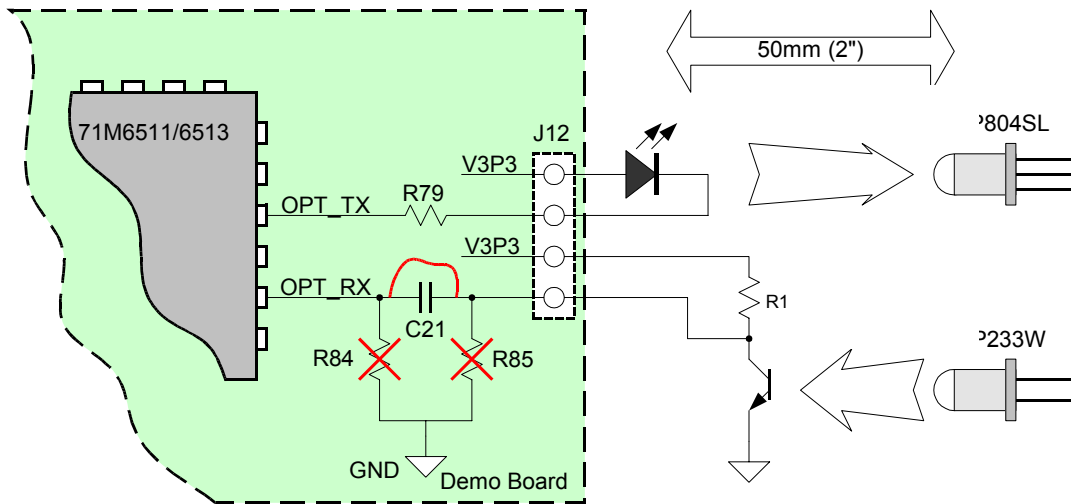 50mm (2")
71M6511/6513
J12
P804SL
V3P3
R79
OPT_TX
V3P3
OPT_RX
C21
R1
R84
R85
P233W
GND
Demo Board